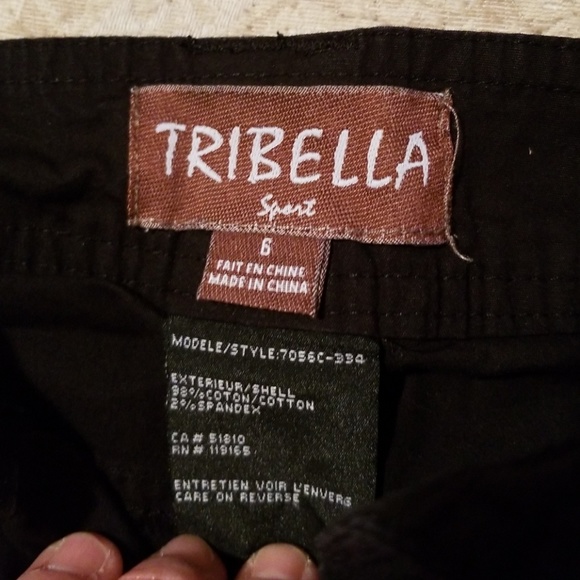 TRIBELLA
Sport
6
FAIT EN CHINE
MADE IN CHINA
MODELE/STYLE:7056C-334
EXTERIEUR/SHELL
98%COTON/COTTON
2%SPANDEX
CA# 51810
RN# 119165
ENTRETIEN VOIR L'ENVERS
CARE ON REVERSE